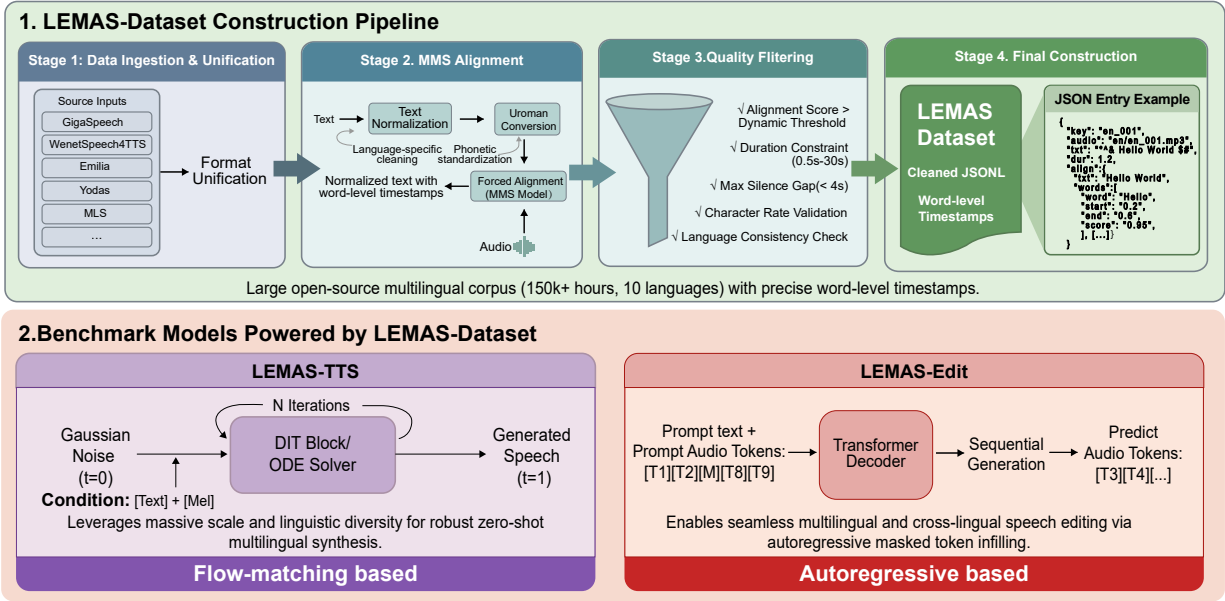 1. LEMAS-Dataset Construction Pipeline
Stage 1: Data Ingestion & Unification
Source Inputs
GigaSpeech
WenetSpeech4TTS
Emilia
Yodas
MLS
...
Format
Unification
Stage 2. MMS Alignment
Text
Text
Normalization
Uroman
Conversion
Language-specific
cleaning
Phonetic
standardization
Normalized text with
word-level timestamps
Forced Alignment
(MMS Model)
Audio
Stage 3.Quality Flitering
√ Alignment Score >
Dynamic Threshold
√ Duration Constraint
(0.5s-30s)
√ Max Silence Gap(< 4s)
√ Character Rate Validation
√ Language Consistency Check
Stage 4. Final Construction
LEMAS
Dataset
Cleaned JSONL
Word-level
Timestamps
JSON Entry Example
{
"key": "en_001",
"audio": "en/en_001.mp3",
"txt": "*^& Hello World $#"
"dur": 1.2,
"align":{
"txt": "Hello World",
"words":[
"word": "Hello",
"start": "0.2",
"end": "0.6",
"score": "0.95",
], [...]}
}
Large open-source multilingual corpus (150k+ hours, 10 languages) with precise word-level timestamps.
2.Benchmark Models Powered by LEMAS-Dataset
LEMAS-TTS
N Iterations
Gaussian
Noise
(t=0)
DIT Block/
ODE Solver
Generated
Speech
(t=1)
Condition: [Text] + [Mel]
Leverages massive scale and linguistic diversity for robust zero-shot
multilingual synthesis.
Flow-matching based
LEMAS-Edit
Prompt text +
Prompt Audio Tokens:
[T1][T2][M][T8][T9]
Transformer
Decoder
Sequential
Generation
Predict
Audio Tokens:
[T3][T4][...]
Enables seamless multilingual and cross-lingual speech editing via
autoregressive masked token infilling.
Autoregressive based